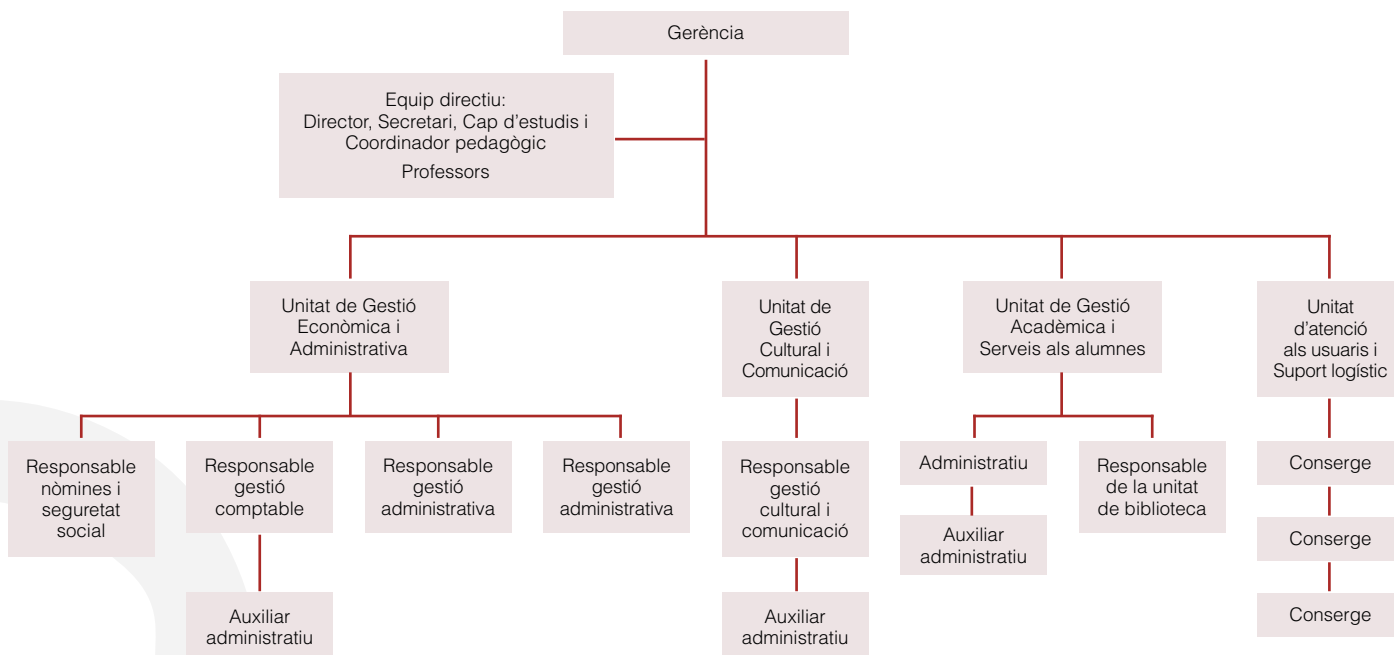 Gerència
Equip directiu:
Director, Secretari, Cap d'estudis i
Coordinador pedagògic
Professors
Unitat de Gestió
Econòmica i
Administrativa
Unitat de
Gestió
Cultural i
Comunicació
Unitat de Gestió
Acadèmica i
Serveis als alumnes
Unitat
d'atenció
als usuaris i
Suport logístic
Responsable
nòmines i
seguretat
social
Responsable
gestió
comptable
Responsable
gestió
administrativa
Responsable
gestió
administrativa
Responsable
gestió
cultural i
comunicació
Administratiu
Responsable
de la unitat
de biblioteca
Conserge
Auxiliar
administratiu
Conserge
Auxiliar
administratiu
Auxiliar
administratiu
Conserge